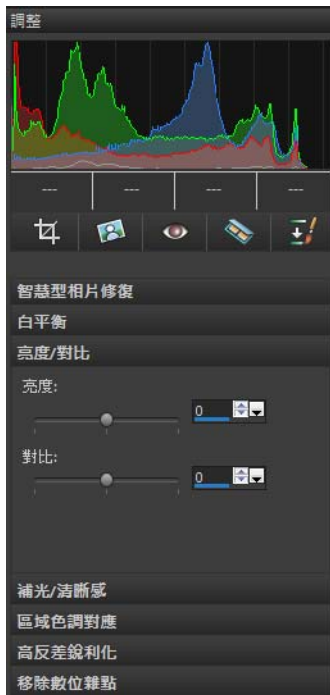 調整
--- --- --- ---
智慧型相片修復
白平衡
亮度/對比
亮度:
0
對比:
0
補光/清晰感
區域色調對應
高反差銳利化
移除數位雜點